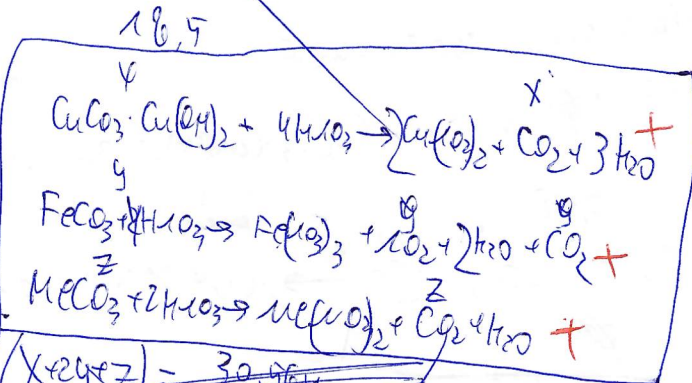 18,5
x
CuCO3·Cu(OH)2 + 4HNO3 → 2Cu(NO3)2 + CO2 + 3H2O +
y y y
FeCO3 + 4HNO3 → Fe(NO3)3 + NO2 + 2H2O + CO2 +
z z
MeCO3 + 2HNO3 → Me(NO3)2 + CO2 + H2O +
(x+2y+z) =